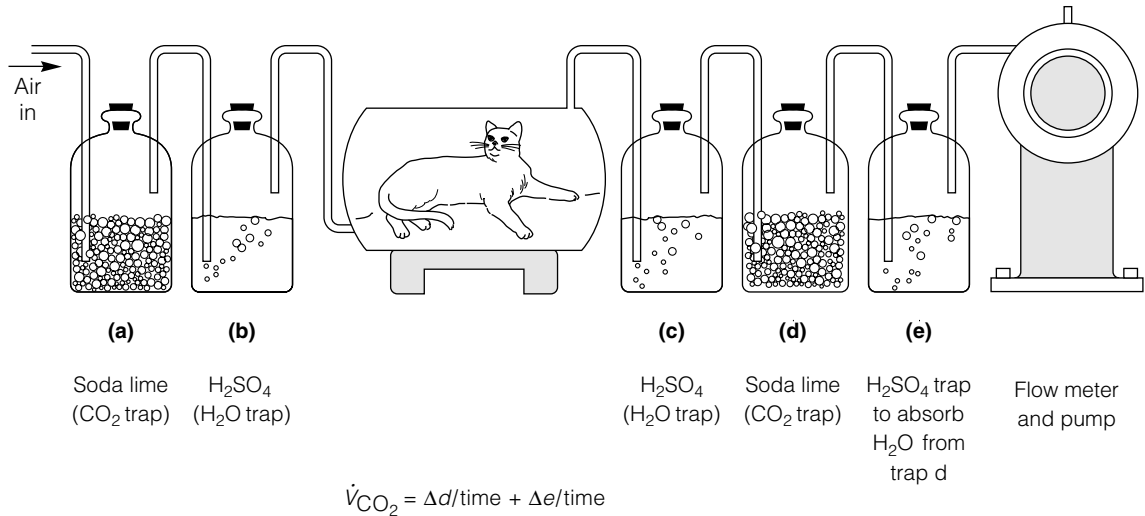 Air
in
(a)
(b)
(c)
(d)
(e)
Soda lime
(CO₂ trap)
H₂SO₄
(H₂O trap)
H₂SO₄
(H₂O trap)
Soda lime
(CO₂ trap)
H₂SO₄ trap
to absorb
H₂O from
trap d
Flow meter
and pump
V̇CO₂ = Δd/time + Δe/time